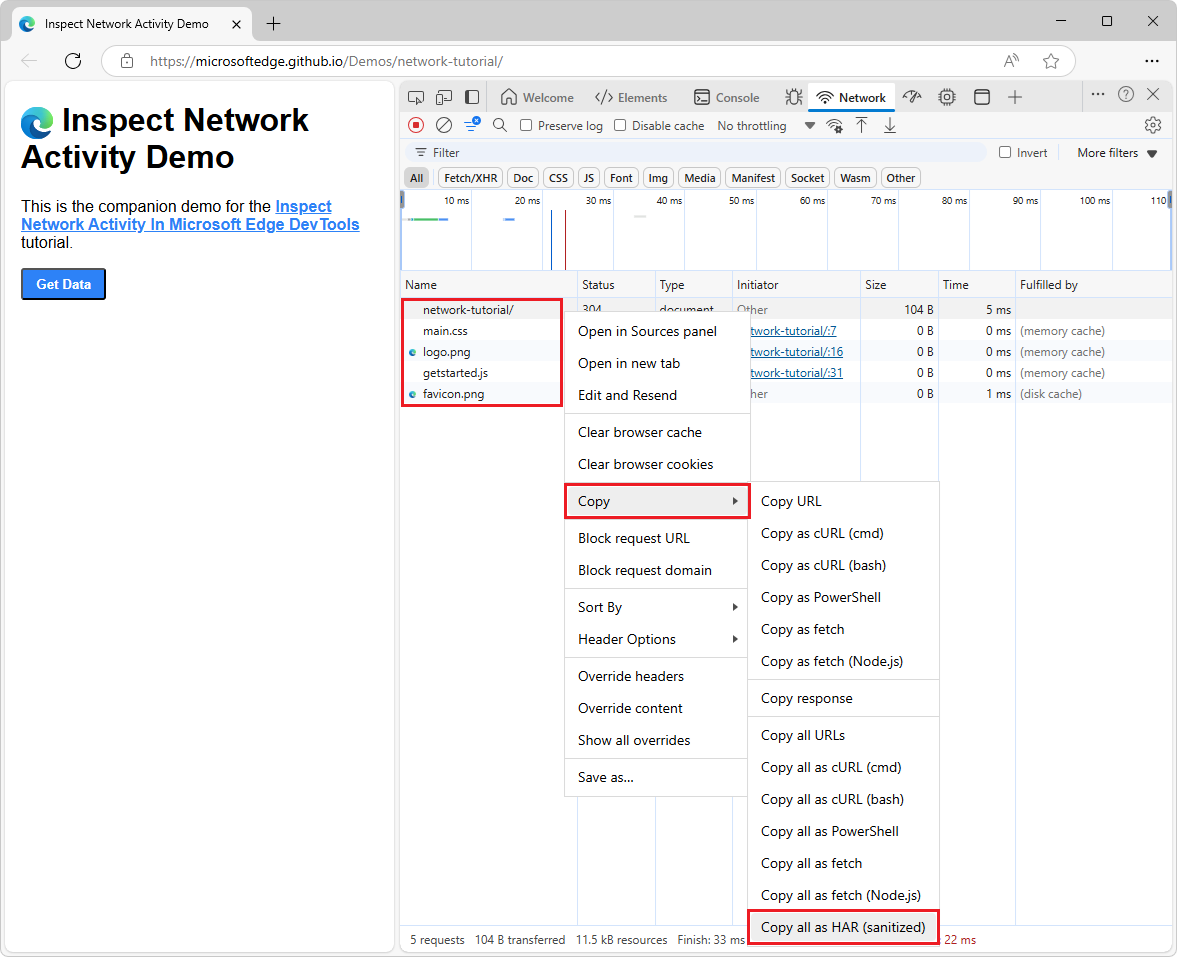 Inspect Network Activity Demo
https://microsoftedge.github.io/Demos/network-tutorial/
Inspect Network
Activity Demo
This is the companion demo for the Inspect
Network Activity In Microsoft Edge DevTools
tutorial.
Get Data
Welcome Elements Console Network
Preserve log Disable cache No throttling
Filter Invert More filters
All Fetch/XHR Doc CSS JS Font Img Media Manifest Socket Wasm Other
10 ms 20 ms 30 ms 40 ms 50 ms 60 ms 70 ms 80 ms 90 ms 100 ms 110
Name Status Type Initiator Size Time Fulfilled by
network-tutorial/ 304 document Other 104 B 5 ms
main.css twork-tutorial/:7 0 B 0 ms (memory cache)
logo.png twork-tutorial/:16 0 B 0 ms (memory cache)
getstarted.js twork-tutorial/:31 0 B 0 ms (memory cache)
favicon.png her 0 B 1 ms (disk cache)
Open in Sources panel
Open in new tab
Edit and Resend
Clear browser cache
Clear browser cookies
Copy
Block request URL
Block request domain
Sort By
Header Options
Override headers
Override content
Show all overrides
Save as...
Copy URL
Copy as cURL (cmd)
Copy as cURL (bash)
Copy as PowerShell
Copy as fetch
Copy as fetch (Node.js)
Copy response
Copy all URLs
Copy all as cURL (cmd)
Copy all as cURL (bash)
Copy all as PowerShell
Copy all as fetch
Copy all as fetch (Node.js)
Copy all as HAR (sanitized)
5 requests 104 B transferred 11.5 kB resources Finish: 33 ms 22 ms